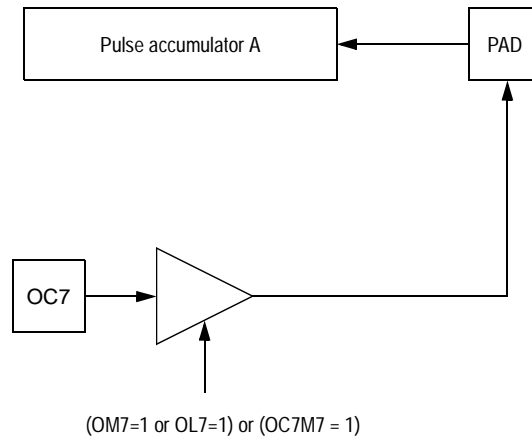 Pulse accumulator A
PAD
OC7
(OM7=1 or OL7=1) or (OC7M7 = 1)